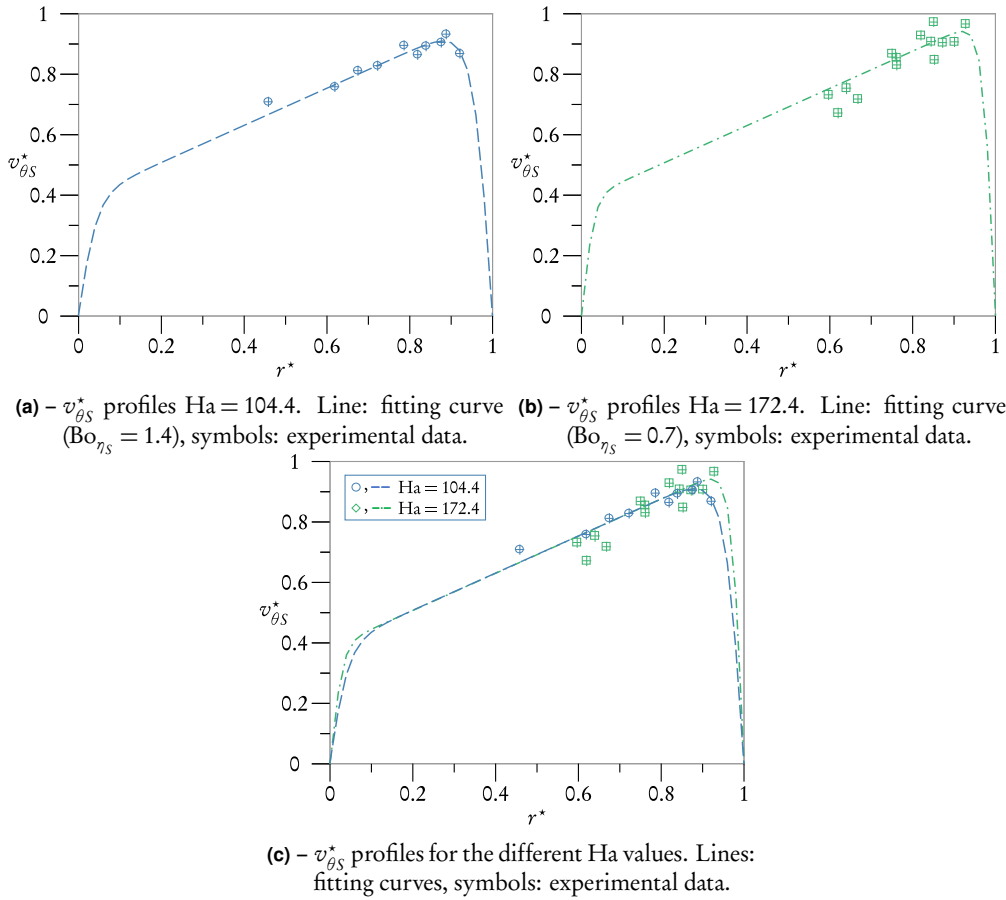 1
0.8
0.6
v*θS
0.4
0.2
0
0 0.2 0.4 0.6 0.8 1
r*
1
0.8
0.6
v*θS
0.4
0.2
0
0 0.2 0.4 0.6 0.8 1
r*
(a) – v*θS profiles Ha = 104.4. Line: fitting curve
(BoηS = 1.4), symbols: experimental data.
(b) – v*θS profiles Ha = 172.4. Line: fitting curve
(BoηS = 0.7), symbols: experimental data.
1
0.8
0.6
v*θS
0.4
0.2
0
, Ha = 104.4
, Ha = 172.4
0 0.2 0.4 0.6 0.8 1
r*
(c) – v*θS profiles for the different Ha values. Lines:
fitting curves, symbols: experimental data.